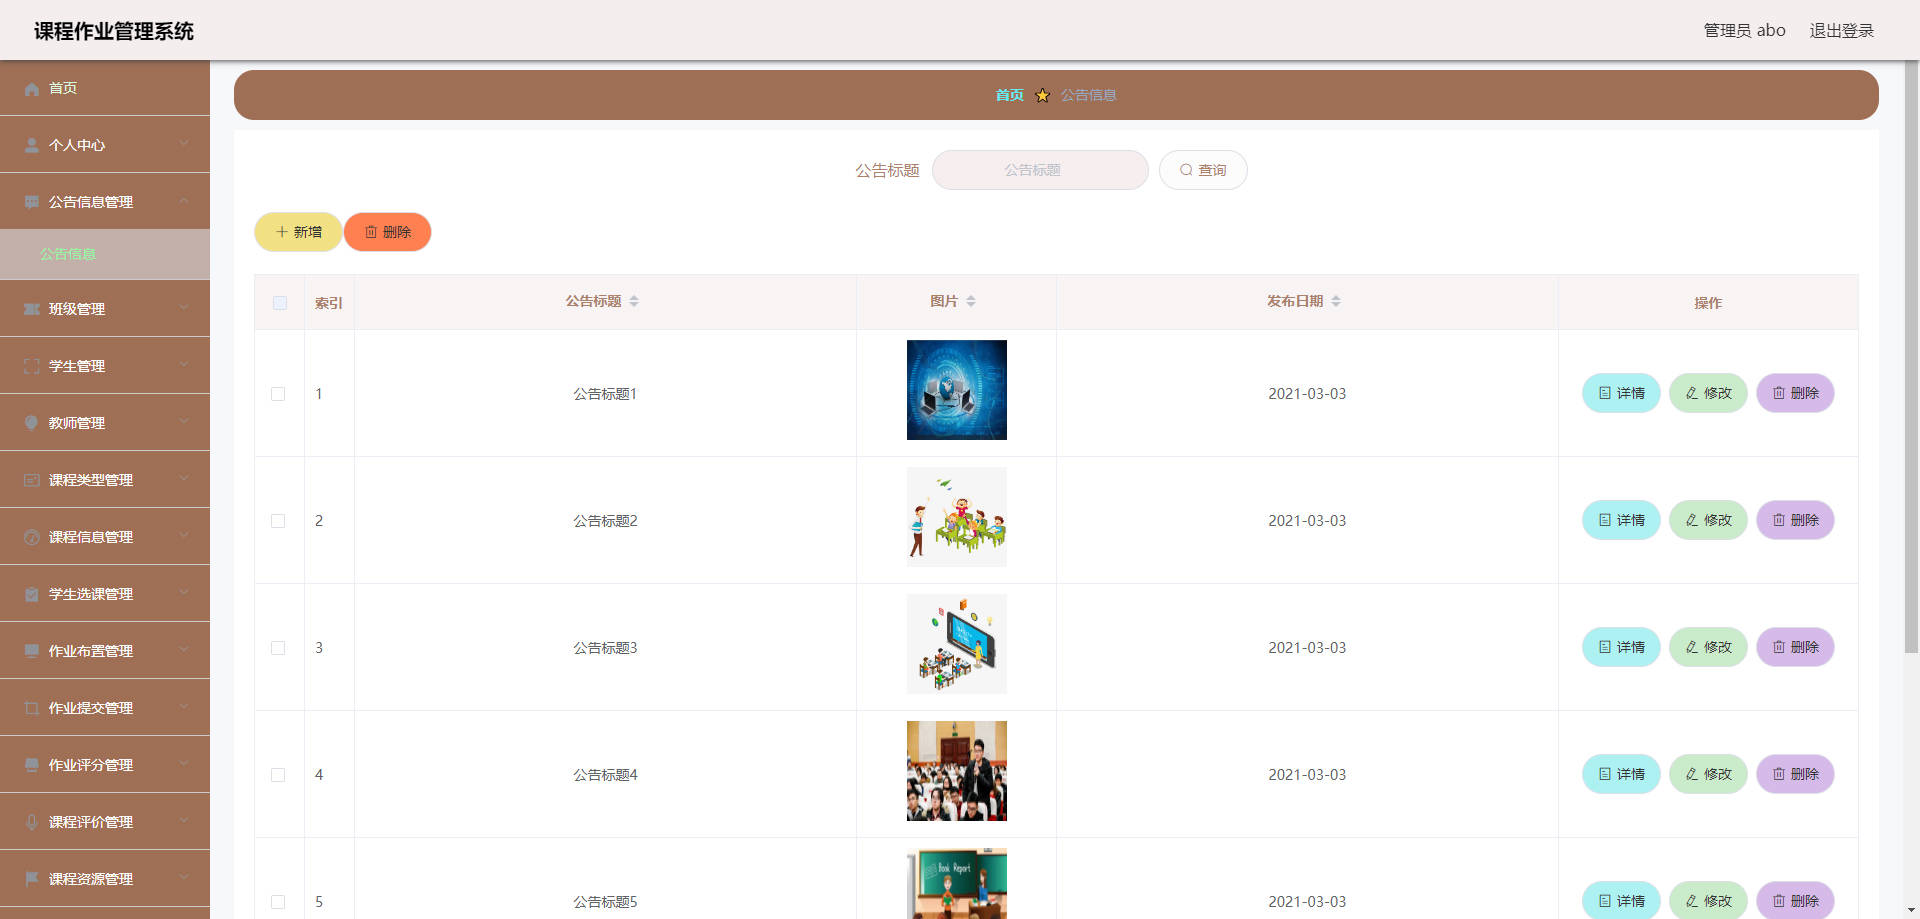 课程作业管理系统
管理员 abo 退出登录
首页
个人中心
公告信息管理
公告信息
班级管理
学生管理
教师管理
课程类型管理
课程信息管理
学生选课管理
作业布置管理
作业提交管理
作业评分管理
课程评价管理
课程资源管理
首页 公告信息
公告标题 公告标题 查询
新增 删除
索引 公告标题 图片 发布日期 操作
1 公告标题1 2021-03-03 详情 修改 删除
2 公告标题2 2021-03-03 详情 修改 删除
3 公告标题3 2021-03-03 详情 修改 删除
4 公告标题4 2021-03-03 详情 修改 删除
Book Report
5 公告标题5 2021-03-03 详情 修改 删除